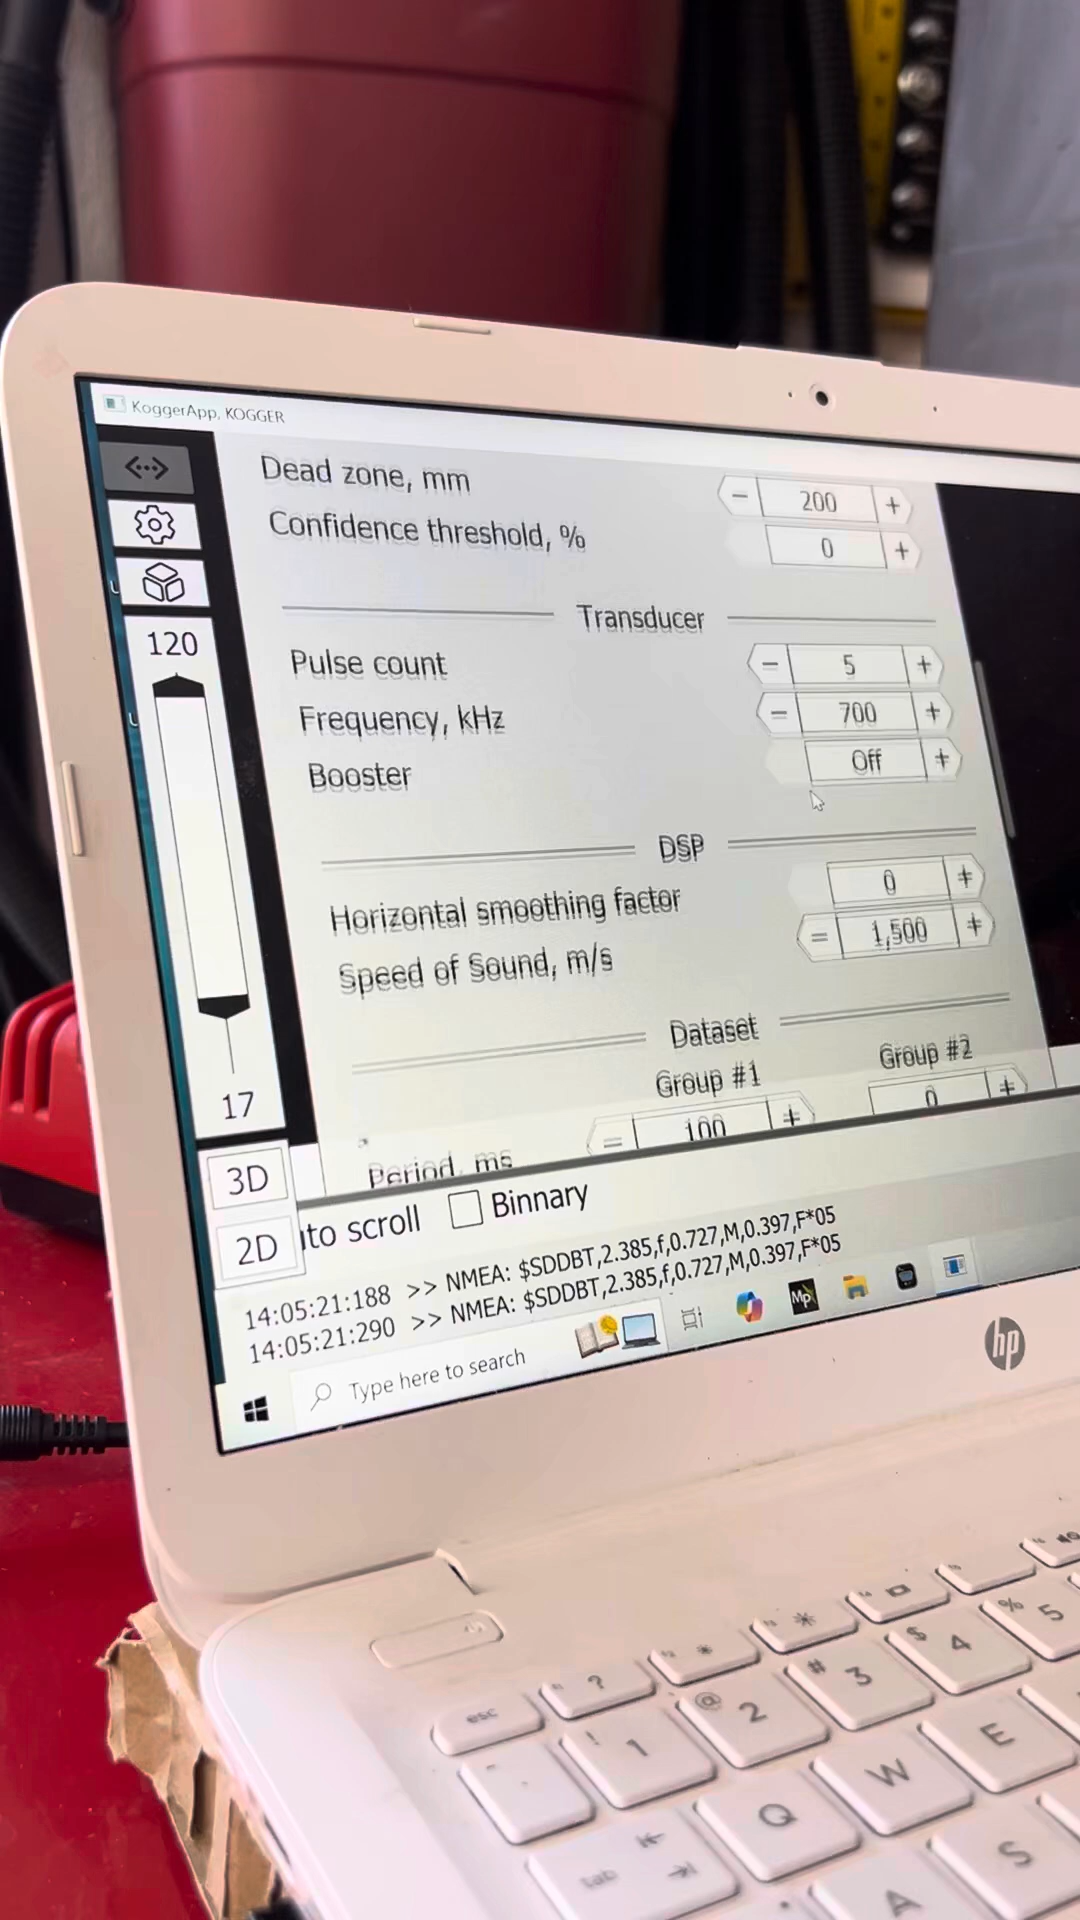 KoggerApp, KOGGER
Dead zone, mm - 200 +
Confidence threshold, % 0 +
Transducer
Pulse count - 5 +
Frequency, kHz - 700 +
Booster Off +
DSP
Horizontal smoothing factor 0 +
Speed of Sound, m/s - 1,500 +
Dataset
Group #1 Group #2
Period, ms - 100 + 0 +
120
17
3D
2D
uto scroll Binnary
14:05:21:188 >> NMEA: $SDDBT,2.385,f,0.727,M,0.397,F*05
14:05:21:290 >> NMEA: $SDDBT,2.385,f,0.727,M,0.397,F*05
Type here to search
Mp
hp
esc ?
! 1 @ 2 # 3 $ 4 % 5
tab Q W E
A S